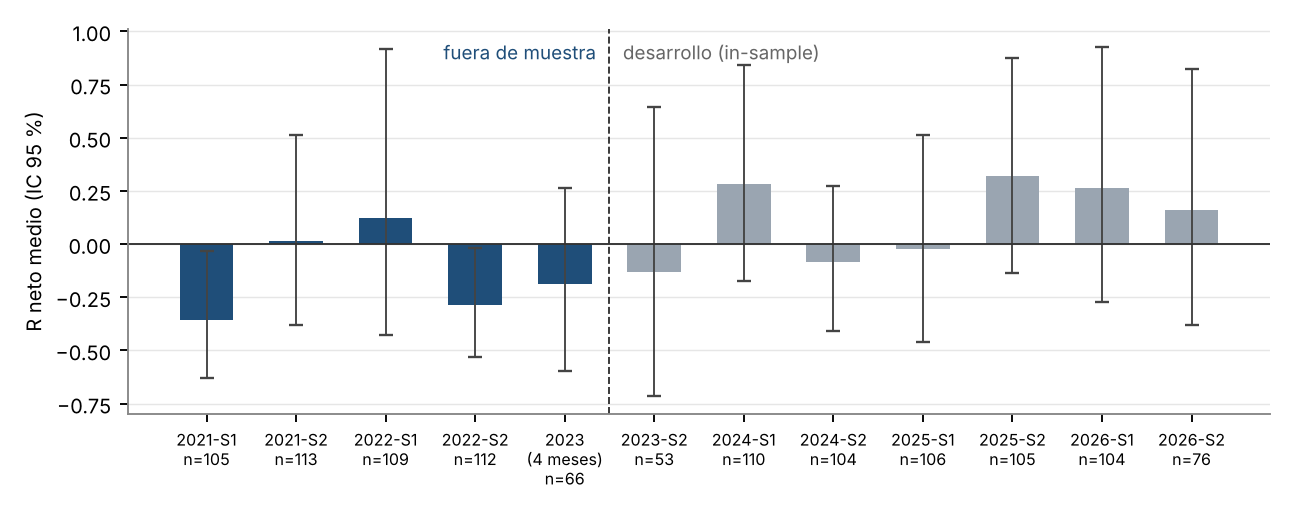 1.00
0.75
0.50
0.25
0.00
−0.25
−0.50
−0.75
R neto medio (IC 95 %)
fuera de muestra
desarrollo (in-sample)
2021-S1
n=105
2021-S2
n=113
2022-S1
n=109
2022-S2
n=112
2023
(4 meses)
n=66
2023-S2
n=53
2024-S1
n=110
2024-S2
n=104
2025-S1
n=106
2025-S2
n=105
2026-S1
n=104
2026-S2
n=76